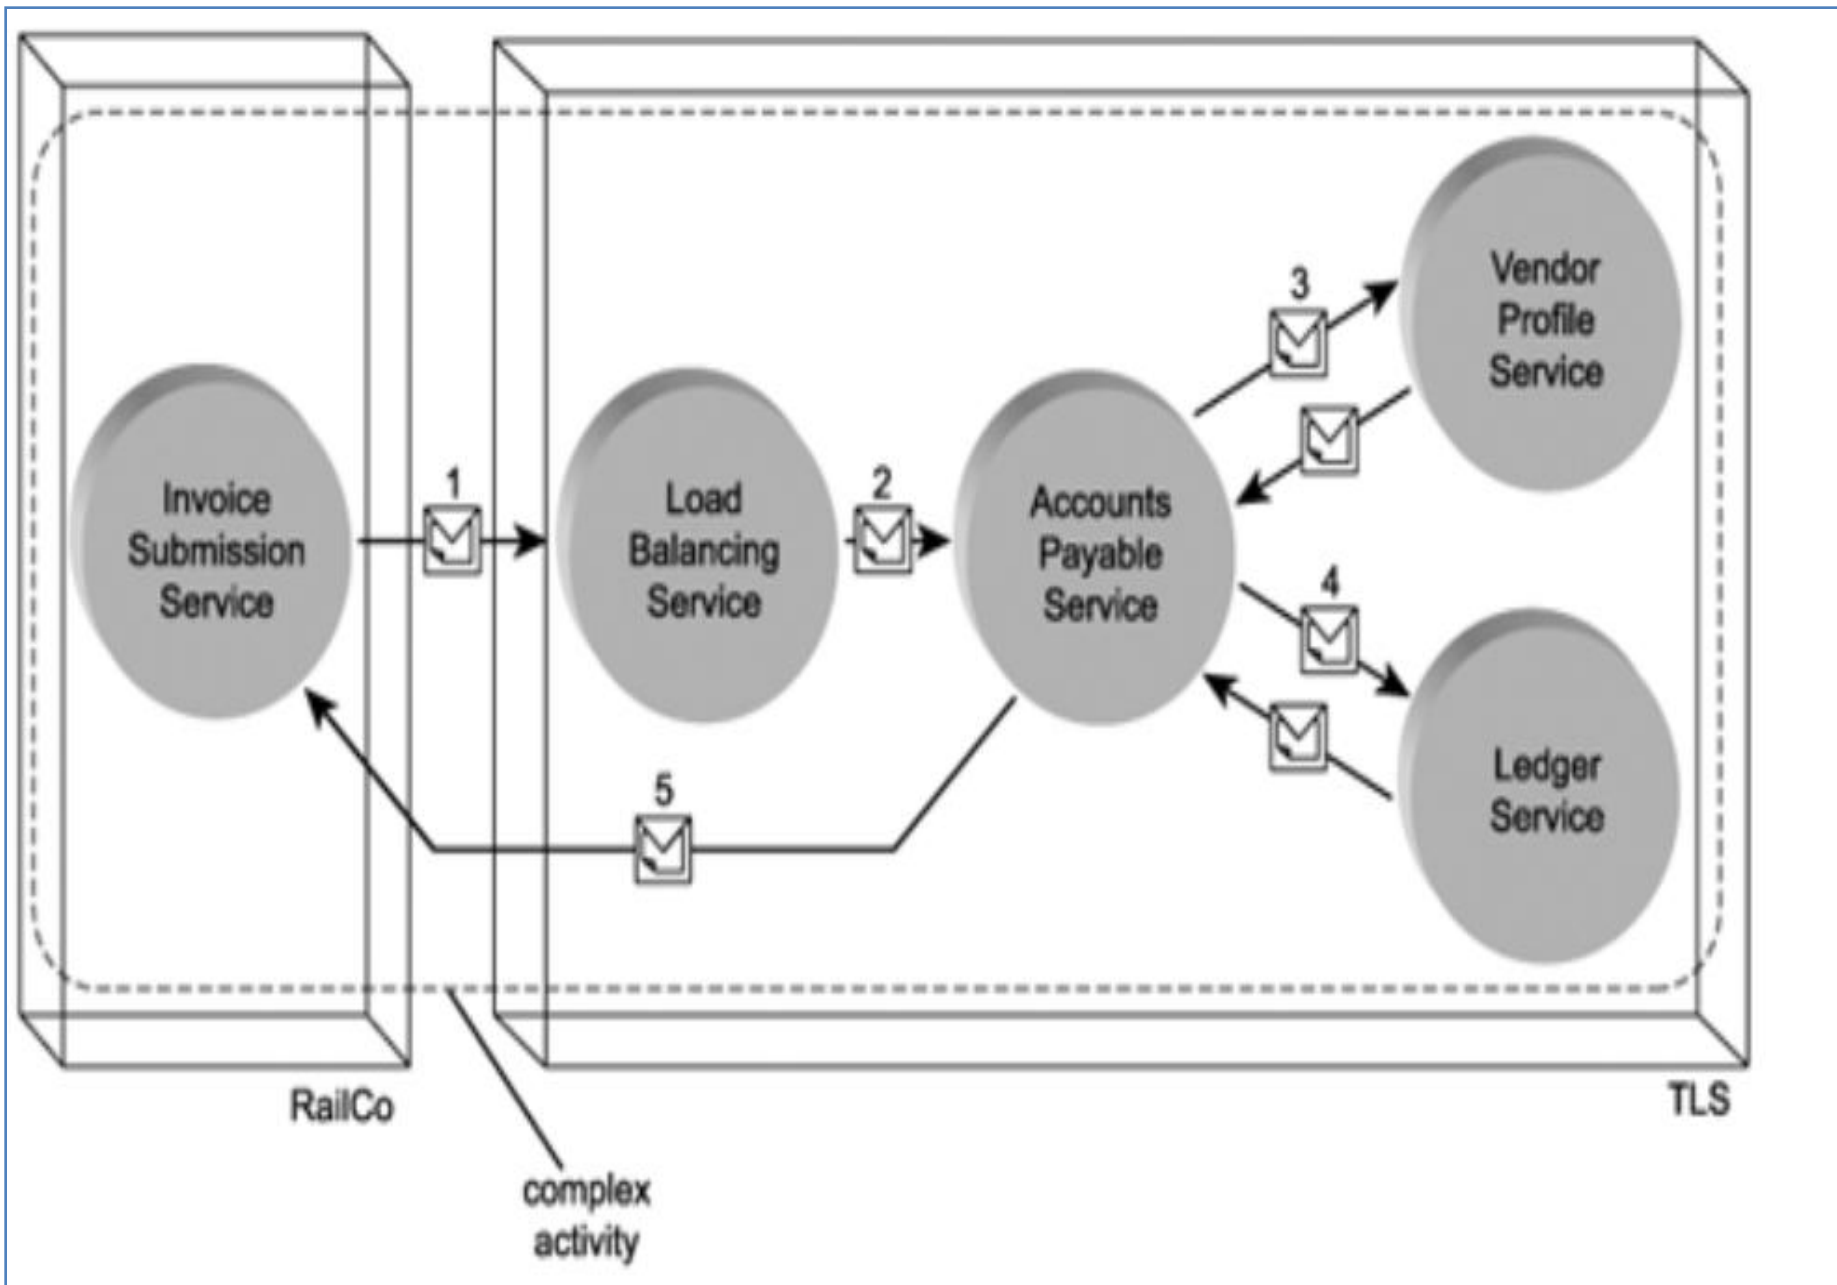 Invoice
Submission
Service
1
Load
Balancing
Service
2
Accounts
Payable
Service
3
Vendor
Profile
Service
4
Ledger
Service
5
RailCo
TLS
complex
activity